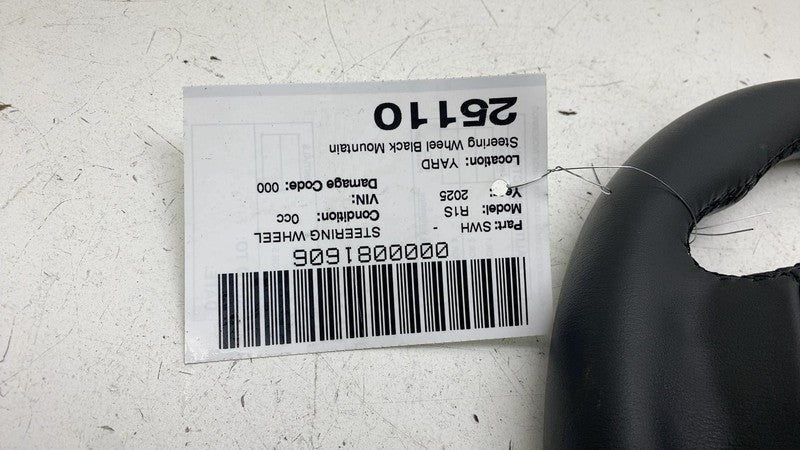 0000081606
Part: SWH - STEERING WHEEL
Model: R1S Condition: 0cc
Year: 2025 VIN:
Location: YARD Damage Code: 000
Steering Wheel Black Mountain
25110